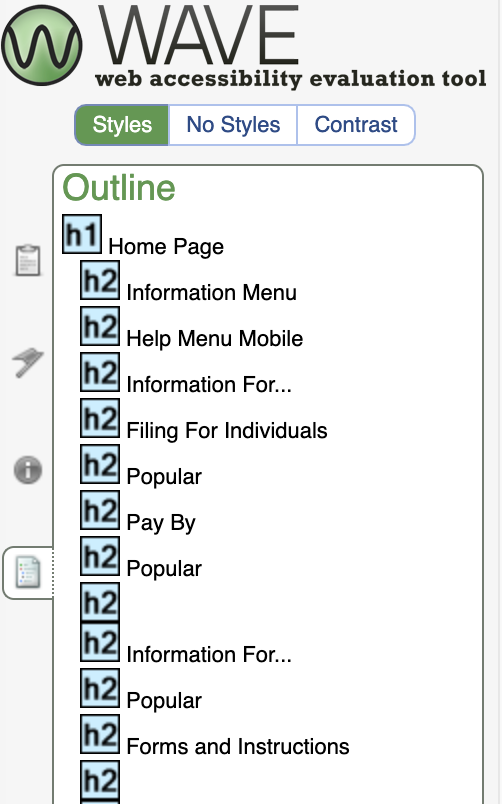 WAVE
web accessibility evaluation tool
Styles No Styles Contrast
Outline
h1 Home Page
h2 Information Menu
h2 Help Menu Mobile
h2 Information For...
h2 Filing For Individuals
h2 Popular
h2 Pay By
h2 Popular
h2
h2 Information For...
h2 Popular
h2 Forms and Instructions
h2